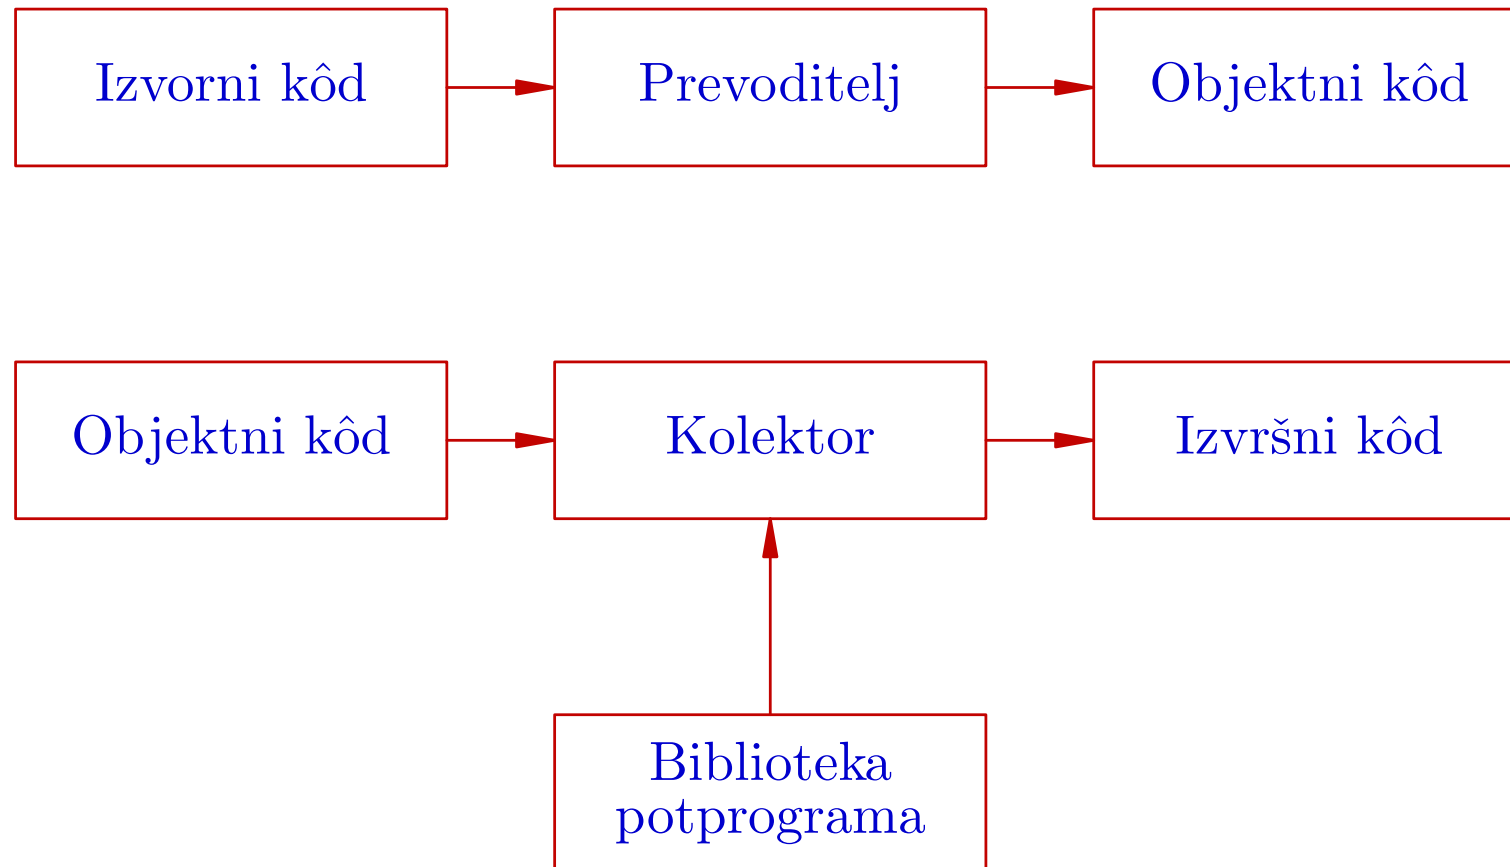 Izvorni kôd
Prevoditelj
Objektni kôd
Objektni kôd
Kolektor
Izvršni kôd
Biblioteka
potprograma